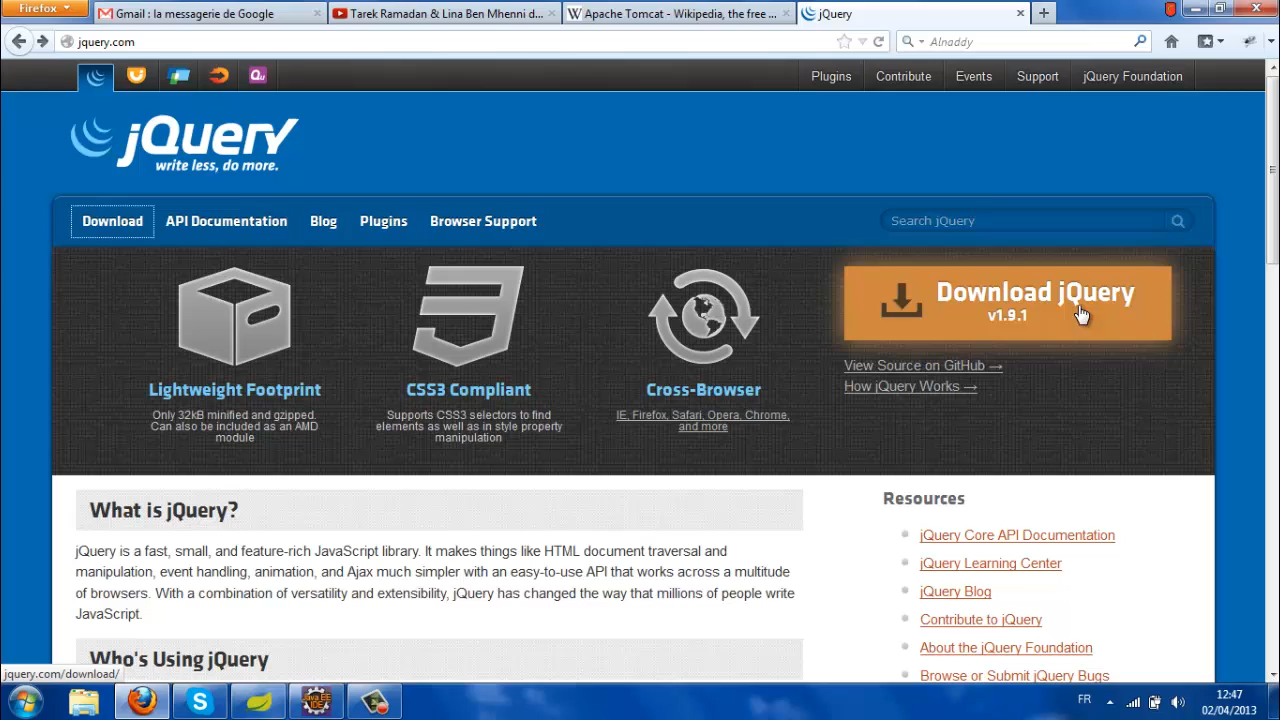 Firefox
Gmail : la messagerie de Google
Tarek Ramadan & Lina Ben Mhenni d...
W Apache Tomcat - Wikipedia, the free ...
jQuery
jquery.com
Alnaddy
Qu
Plugins
Contribute
Events
Support
jQuery Foundation
jQuery
write less, do more.
Download
API Documentation
Blog
Plugins
Browser Support
Search jQuery
Download jQuery
v1.9.1
View Source on GitHub →
How jQuery Works →
Lightweight Footprint
Only 32kB minified and gzipped.
Can also be included as an AMD
module
CSS3 Compliant
Supports CSS3 selectors to find
elements as well as in style property
manipulation
Cross-Browser
IE, Firefox, Safari, Opera, Chrome,
and more
What is jQuery?
jQuery is a fast, small, and feature-rich JavaScript library. It makes things like HTML document traversal and
manipulation, event handling, animation, and Ajax much simpler with an easy-to-use API that works across a multitude
of browsers. With a combination of versatility and extensibility, jQuery has changed the way that millions of people write
JavaScript.
Who's Using jQuery
Resources
jQuery Core API Documentation
jQuery Learning Center
jQuery Blog
Contribute to jQuery
About the jQuery Foundation
Browse or Submit jQuery Bugs
jquery.com/download/
S
Java EE
IDE
FR
12:47
02/04/2013